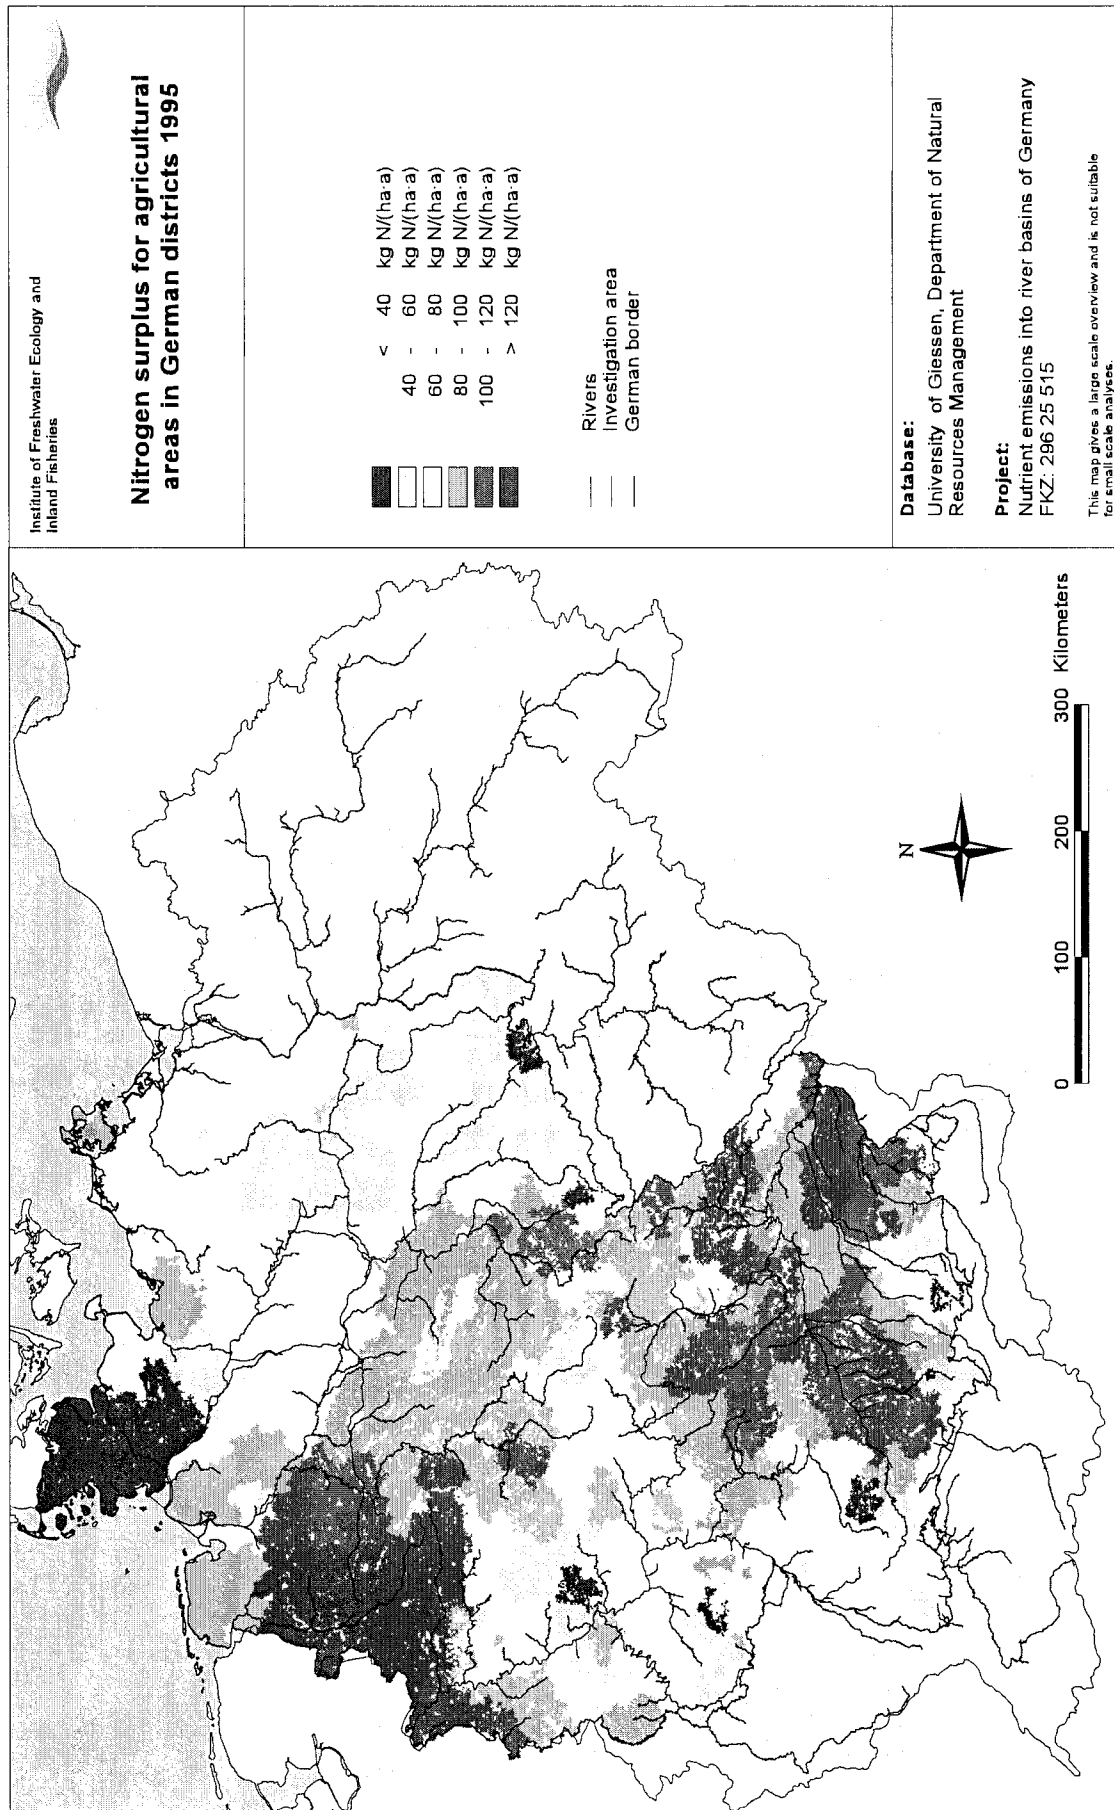 Institute of Freshwater Ecology and
Inland Fisheries
Nitrogen surplus for agricultural
areas in German districts 1995
< 40 kg N/(ha·a)
40 - 60 kg N/(ha·a)
60 - 80 kg N/(ha·a)
80 - 100 kg N/(ha·a)
100 - 120 kg N/(ha·a)
> 120 kg N/(ha·a)
Rivers
Investigation area
German border
Database:
University of Giessen, Department of Natural
Resources Management
Project:
Nutrient emissions into river basins of Germany
FKZ: 296 25 515
This map gives a large scale overview and is not suitable
for small scale analyses.
N
0 100 200 300 Kilometers